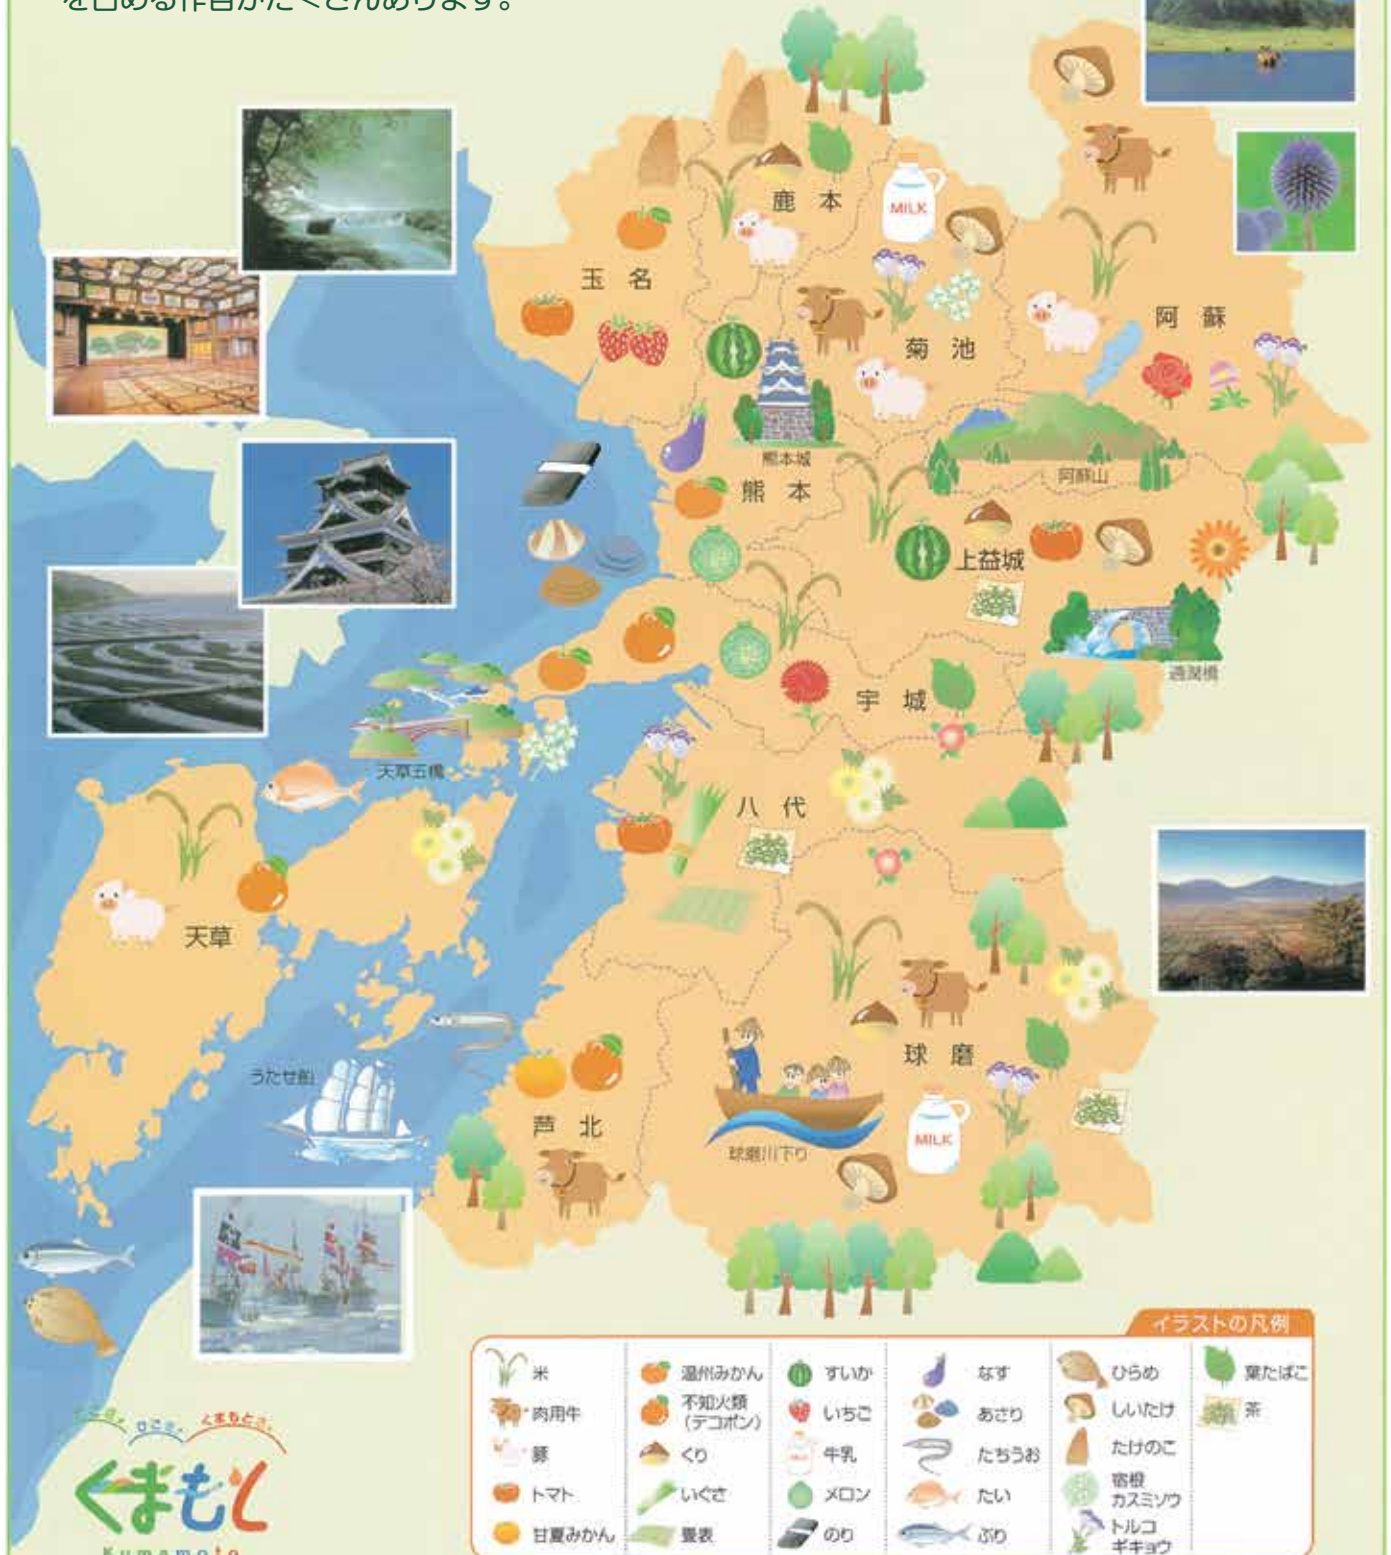 を占める作目がたくさんあります。
鹿本
MILK
玉名
阿蘇
菊池
熊本城
阿蘇山
熊本
上益城
通潤橋
宇城
天草五橋
八代
天草
球磨
うたせ船
芦北
MILK
球磨川下り
イラストの凡例
米
肉用牛
豚
トマト
甘夏みかん
温州みかん
不知火類
(デコポン)
くり
いぐさ
畳表
すいか
いちご
牛乳
メロン
のり
なす
あさり
たちうお
たい
ぶり
ひらめ
しいたけ
たけのこ
宿根
カスミソウ
トルコ
ギキョウ
葉たばこ
茶
くまもとさ。
くまもと
Kumamoto